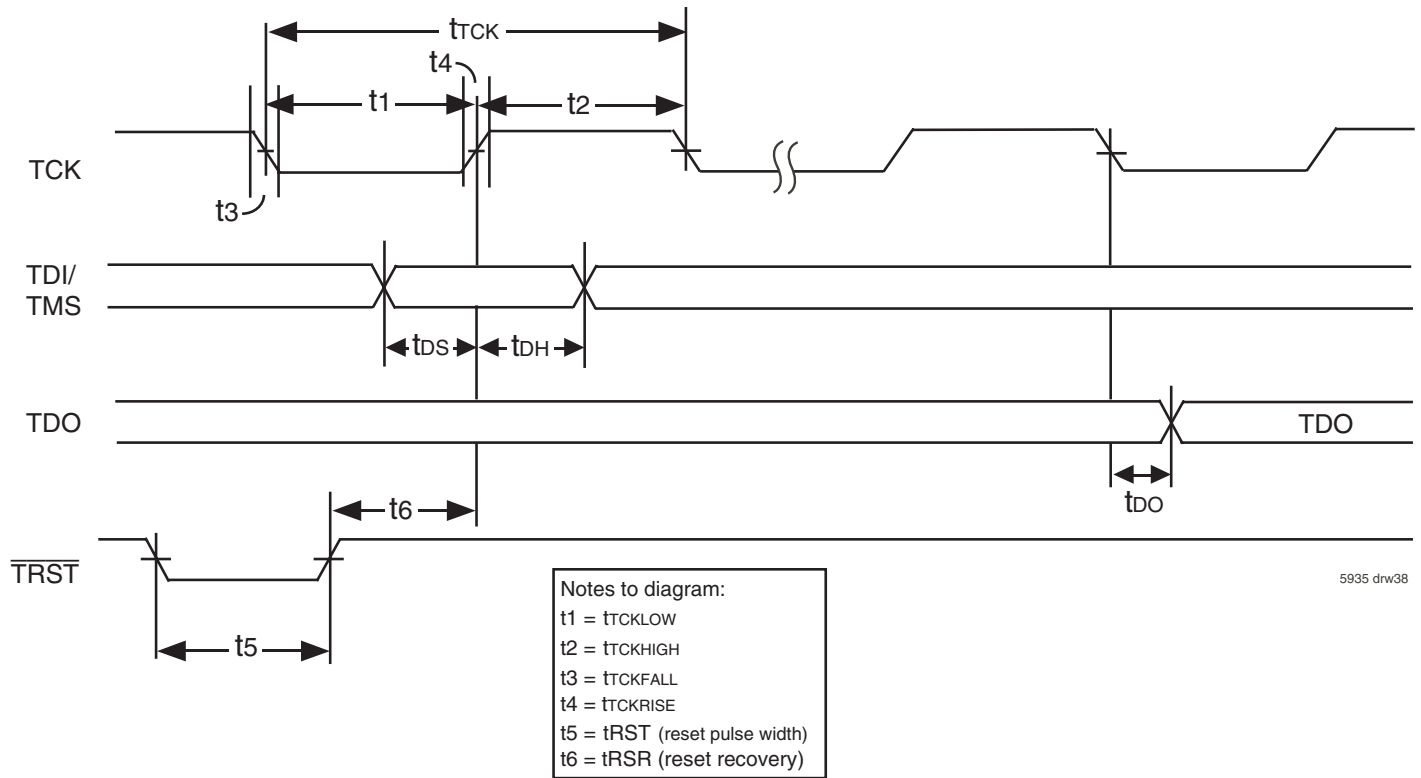 tTCK
t4
t1
t2
TCK
t3
TDI/
TMS
tDS
tDH
TDO
TDO
tDO
t6
TRST
5935 drw38
t5
Notes to diagram:
t1 = tTCKLOW
t2 = tTCKHIGH
t3 = tTCKFALL
t4 = tTCKRISE
t5 = tRST (reset pulse width)
t6 = tRSR (reset recovery)